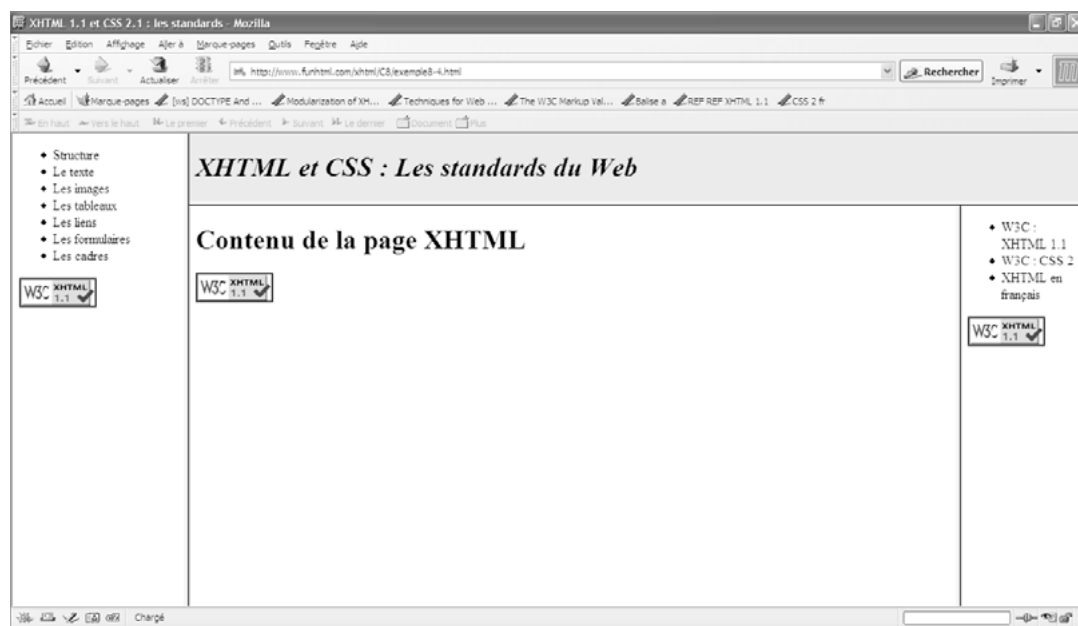 XHTML 1.1 et CSS 2.1 : les standards - Mozilla
Fichier Edition Affichage Aller à Marque-pages Outils Fenêtre Aide
Précédent Suivant Actualiser Arrêter http://www.funhtml.com/xhtml/C8/exemple8-4.html Rechercher Imprimer
Accueil Marque-pages [ws] DOCTYPE And ... Modularization of XH... Techniques for Web ... The W3C Markup Val... Balise a REF REF XHTML 1.1 CSS 2 fr
En haut Vers le haut Le premier Précédent Suivant Le dernier Document Plus
Structure
Le texte
Les images
Les tableaux
Les liens
Les formulaires
Les cadres
W3C XHTML 1.1
XHTML et CSS : Les standards du Web
Contenu de la page XHTML
W3C XHTML 1.1
W3C :
XHTML 1.1
W3C : CSS 2
XHTML en
français
W3C XHTML 1.1
Chargé